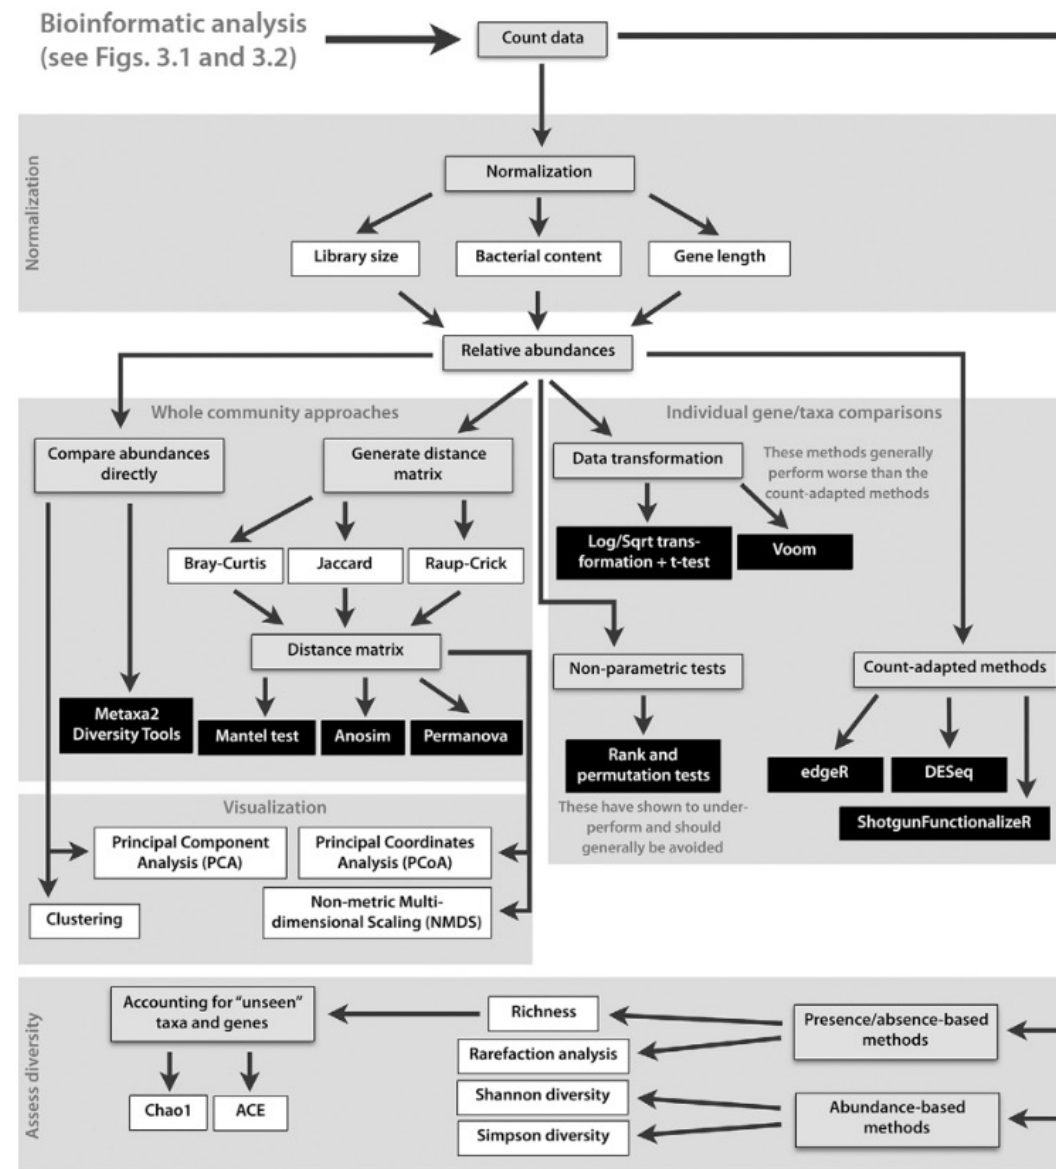 Bioinformatic analysis
(see Figs. 3.1 and 3.2)
Count data
Normalization
Normalization
Library size
Bacterial content
Gene length
Relative abundances
Whole community approaches
Compare abundances
directly
Generate distance
matrix
Bray-Curtis
Jaccard
Raup-Crick
Distance matrix
Metaxa2
Diversity Tools
Mantel test
Anosim
Permanova
Individual gene/taxa comparisons
Data transformation
These methods generally
perform worse than the
count-adapted methods
Log/Sqrt trans-
formation + t-test
Voom
Non-parametric tests
Count-adapted methods
Rank and
permutation tests
edgeR
DESeq
ShotgunFunctionalizeR
These have shown to under-
perform and should
generally be avoided
Visualization
Principal Component
Analysis (PCA)
Principal Coordinates
Analysis (PCoA)
Clustering
Non-metric Multi-
dimensional Scaling (NMDS)
Assess diversity
Accounting for "unseen"
taxa and genes
Richness
Presence/absence-based
methods
Rarefaction analysis
Chao1
ACE
Shannon diversity
Abundance-based
methods
Simpson diversity